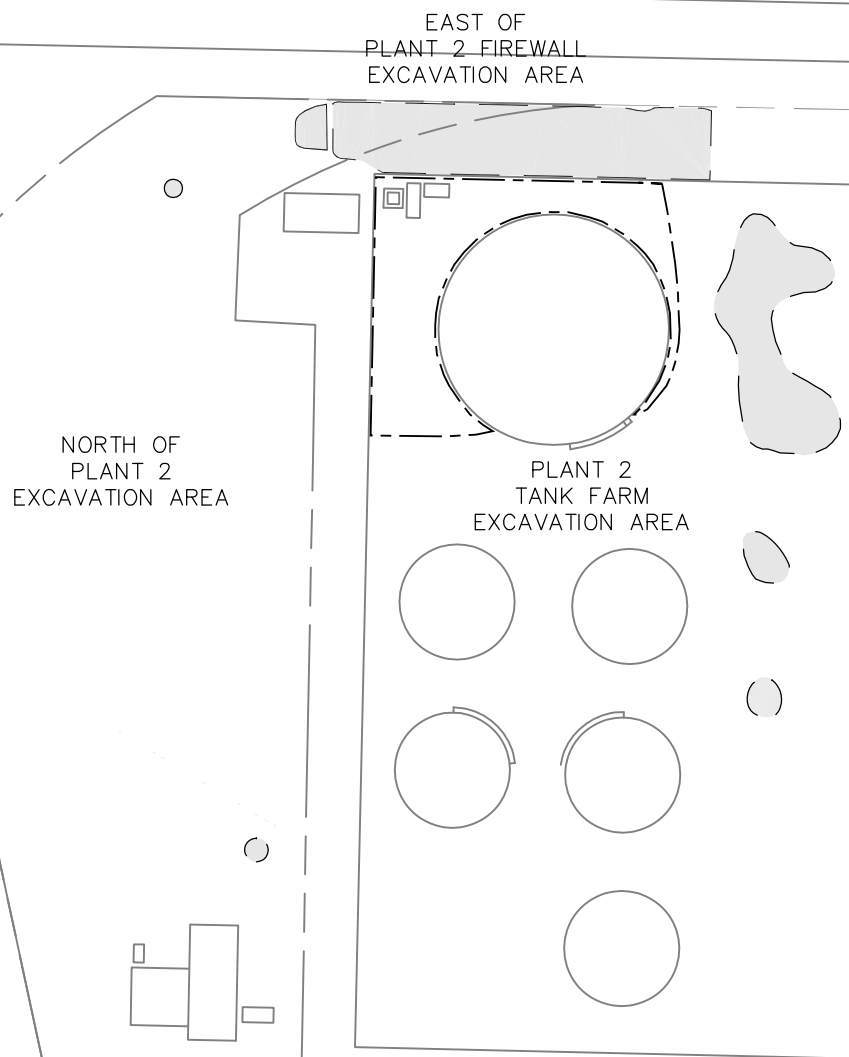 EAST OF
PLANT 2 FIREWALL
EXCAVATION AREA
NORTH OF
PLANT 2
EXCAVATION AREA
PLANT 2
TANK FARM
EXCAVATION AREA